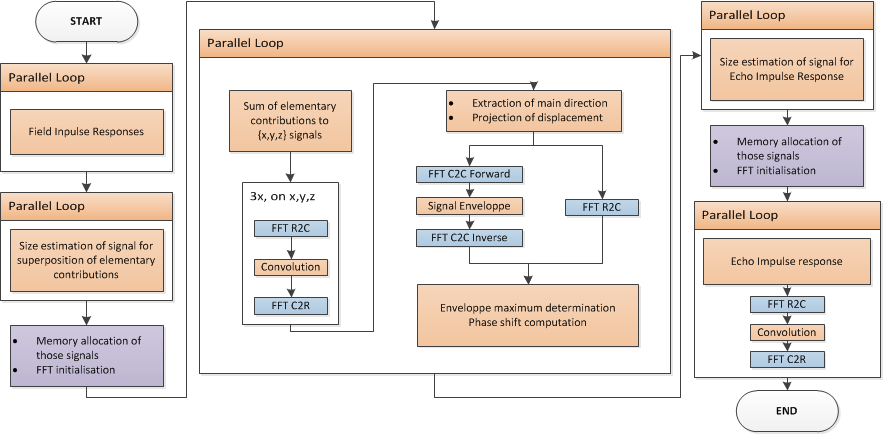 START
Parallel Loop
Field Inpulse Responses
Parallel Loop
Size estimation of signal for
superposition of elementary
contributions
• Memory allocation of
those signals
• FFT initialisation
Parallel Loop
Sum of elementary
contributions to
{x,y,z} signals
3x, on x,y,z
FFT R2C
Convolution
FFT C2R
• Extraction of main direction
• Projection of displacement
FFT C2C Forward
Signal Enveloppe
FFT C2C Inverse
FFT R2C
Enveloppe maximum determination
Phase shift computation
Parallel Loop
Size estimation of signal for
Echo Impulse Response
• Memory allocation of
those signals
• FFT initialisation
Parallel Loop
Echo Impulse response
FFT R2C
Convolution
FFT C2R
END